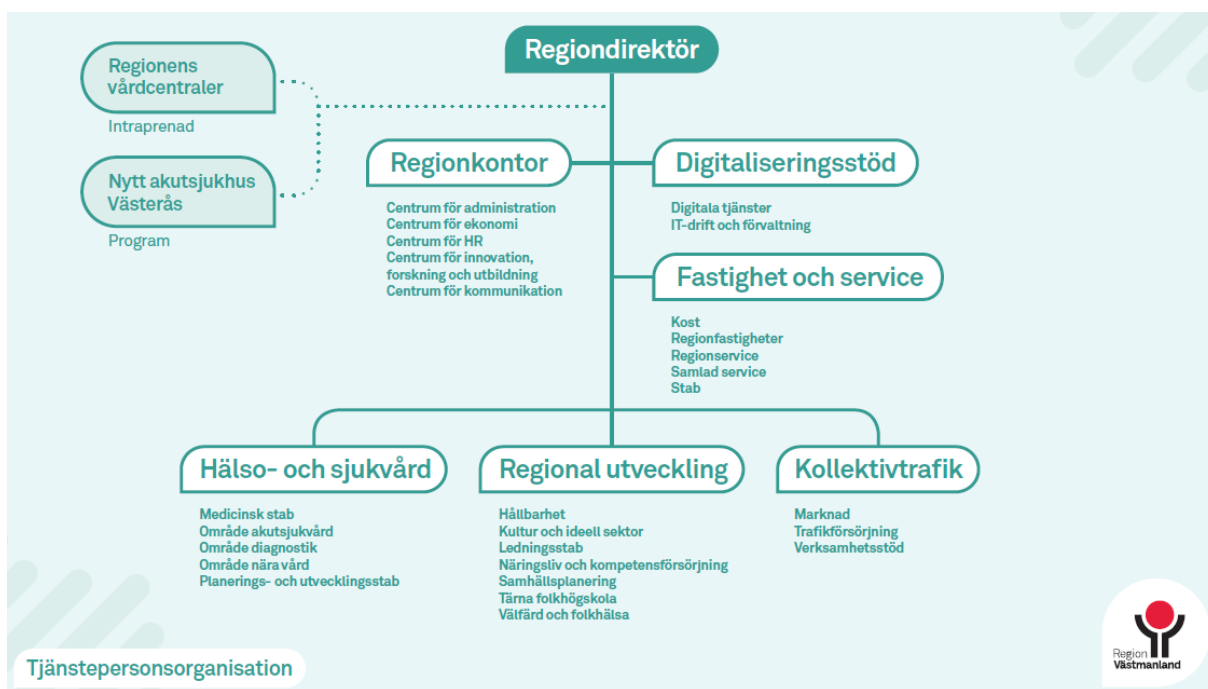 Regiondirektör
Regionens
vårdcentraler
Intraprenad
Nytt akutsjukhus
Västerås
Program
Regionkontor
Centrum för administration
Centrum för ekonomi
Centrum för HR
Centrum för innovation,
forskning och utbildning
Centrum för kommunikation
Digitaliseringsstöd
Digitala tjänster
IT-drift och förvaltning
Fastighet och service
Kost
Regionfastigheter
Regionservice
Samlad service
Stab
Hälso- och sjukvård
Medicinsk stab
Område akutsjukvård
Område diagnostik
Område nära vård
Planerings- och utvecklingsstab
Regional utveckling
Hållbarhet
Kultur och ideell sektor
Ledningsstab
Näringsliv och kompetensförsörjning
Samhällsplanering
Tärna folkhögskola
Välfärd och folkhälsa
Kollektivtrafik
Marknad
Trafikförsörjning
Verksamhetsstöd
Tjänstepersonsorganisation
Region
Västmanland